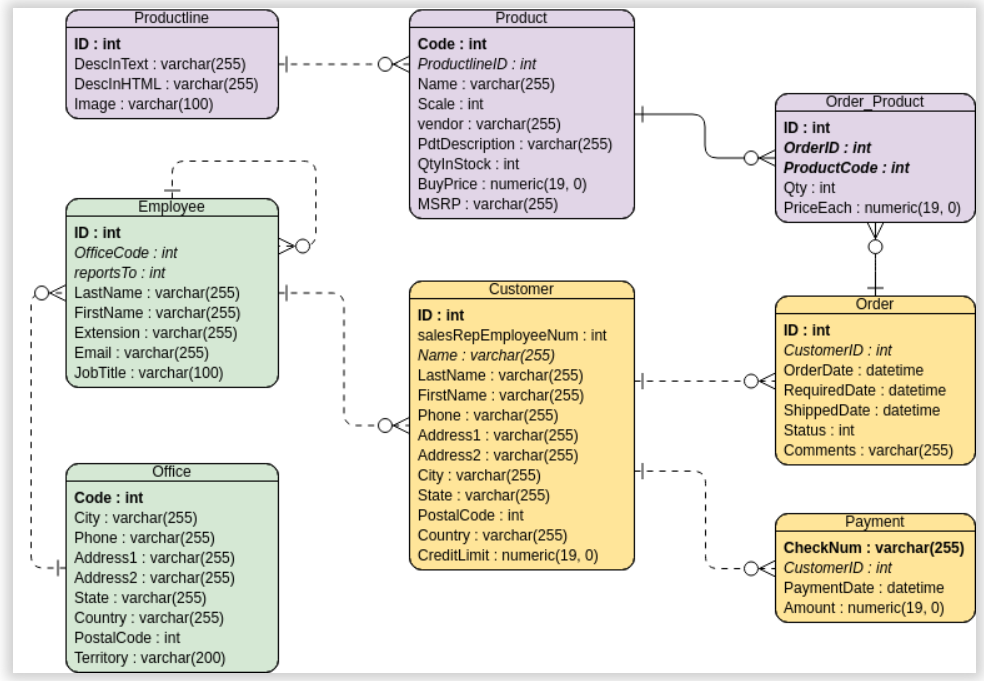 Productline
ID : int
DescInText : varchar(255)
DescInHTML : varchar(255)
Image : varchar(100)
Product
Code : int
ProductlineID : int
Name : varchar(255)
Scale : int
vendor : varchar(255)
PdtDescription : varchar(255)
QtyInStock : int
BuyPrice : numeric(19, 0)
MSRP : varchar(255)
Order_Product
ID : int
OrderID : int
ProductCode : int
Qty : int
PriceEach : numeric(19, 0)
Employee
ID : int
OfficeCode : int
reportsTo : int
LastName : varchar(255)
FirstName : varchar(255)
Extension : varchar(255)
Email : varchar(255)
JobTitle : varchar(100)
Customer
ID : int
salesRepEmployeeNum : int
Name : varchar(255)
LastName : varchar(255)
FirstName : varchar(255)
Phone : varchar(255)
Address1 : varchar(255)
Address2 : varchar(255)
City : varchar(255)
State : varchar(255)
PostalCode : int
Country : varchar(255)
CreditLimit : numeric(19, 0)
Order
ID : int
CustomerID : int
OrderDate : datetime
RequiredDate : datetime
ShippedDate : datetime
Status : int
Comments : varchar(255)
Office
Code : int
City : varchar(255)
Phone : varchar(255)
Address1 : varchar(255)
Address2 : varchar(255)
State : varchar(255)
Country : varchar(255)
PostalCode : int
Territory : varchar(200)
Payment
CheckNum : varchar(255)
CustomerID : int
PaymentDate : datetime
Amount : numeric(19, 0)